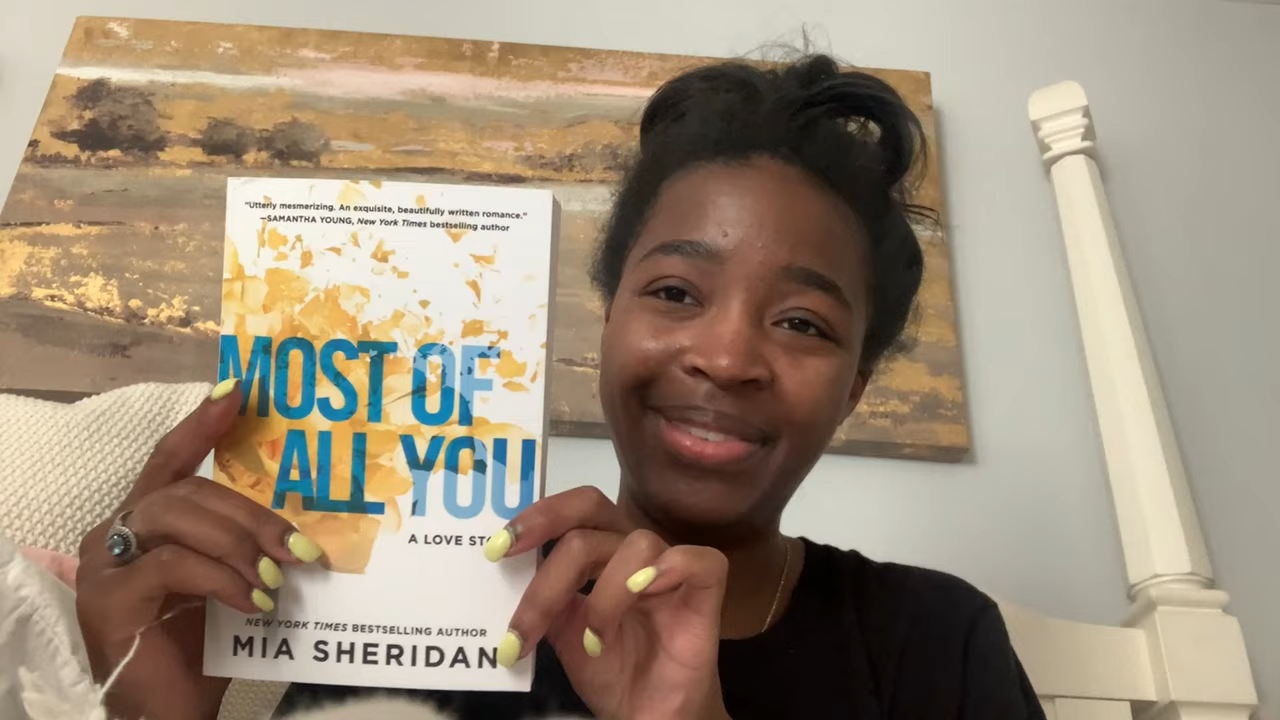 "Utterly mesmerizing. An exquisite, beautifully written romance."
—SAMANTHA YOUNG, New York Times bestselling author
MOST OF
ALL YOU
A LOVE
NEW YORK TIMES BESTSELLING AUTHOR
MIA SHERIDAN